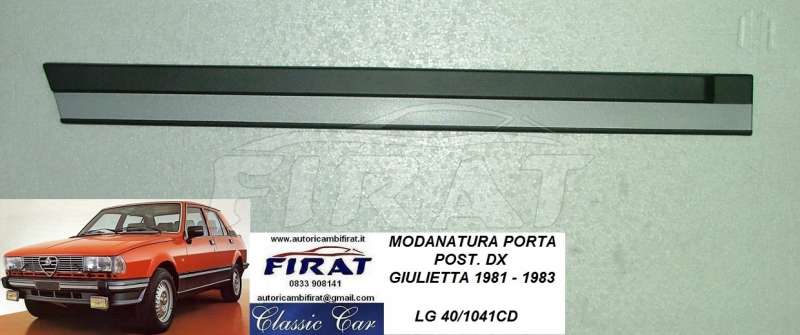 FIRAT
www.autoricambifirat.it
FIRAT
0833 908141
autoricambifirat@gmail.com
Classic Car
MODANATURA PORTA
POST. DX
GIULIETTA 1981 - 1983
LG 40/1041CD